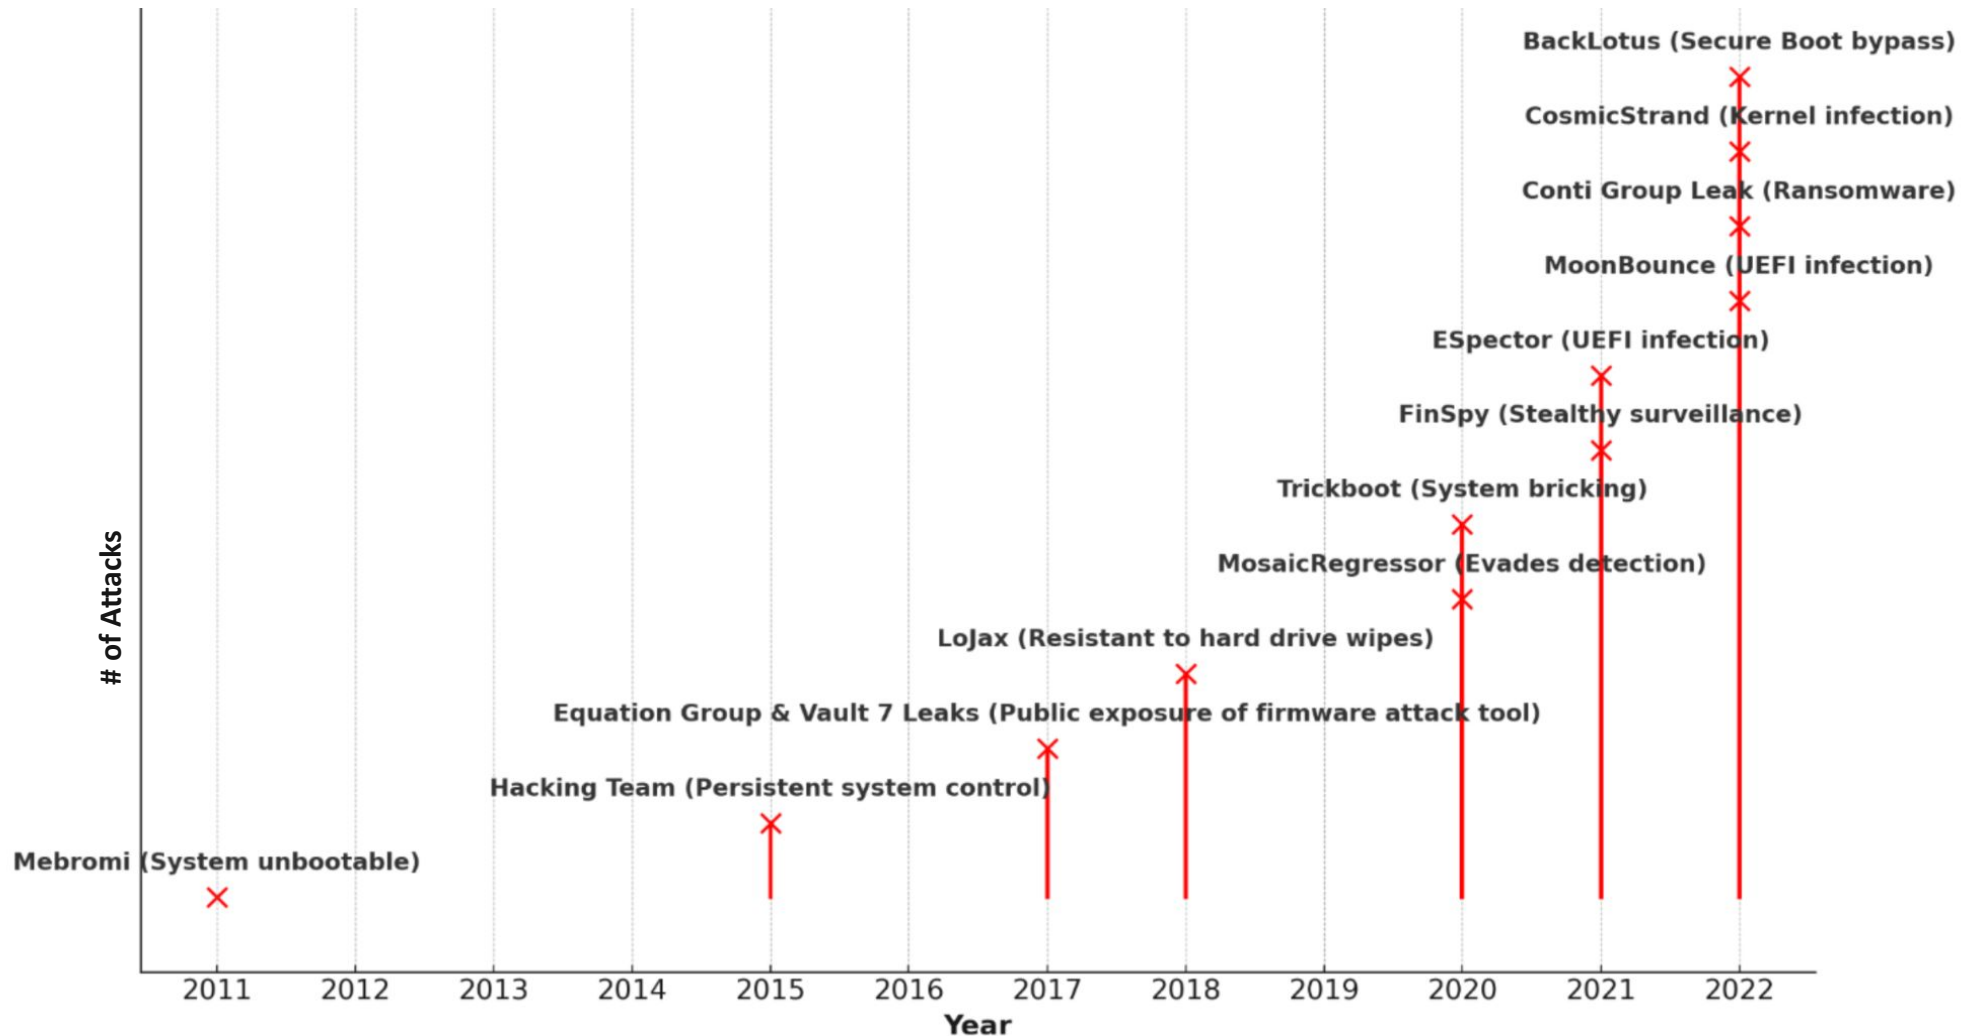 BackLotus (Secure Boot bypass)
CosmicStrand (Kernel infection)
Conti Group Leak (Ransomware)
MoonBounce (UEFI infection)
ESpector (UEFI infection)
FinSpy (Stealthy surveillance)
Trickboot (System bricking)
MosaicRegressor (Evades detection)
LoJax (Resistant to hard drive wipes)
Equation Group & Vault 7 Leaks (Public exposure of firmware attack tool)
Hacking Team (Persistent system control)
Mebromi (System unbootable)
# of Attacks
2011 2012 2013 2014 2015 2016 2017 2018 2019 2020 2021 2022
Year